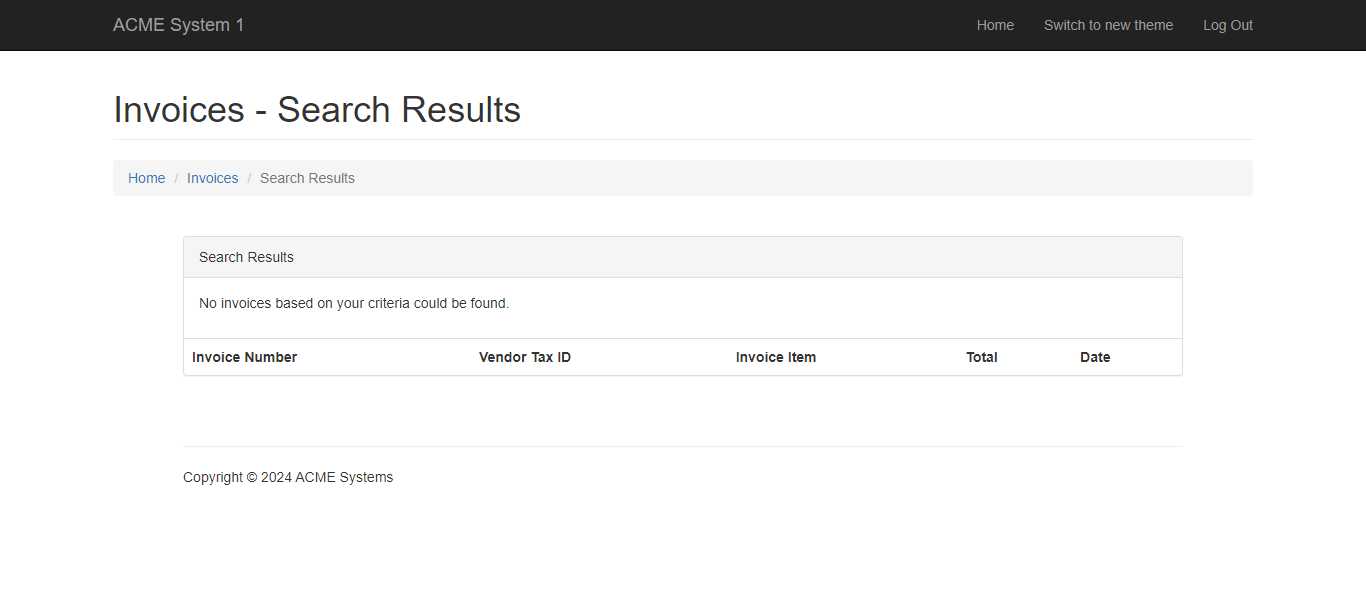 ACME System 1 Home Switch to new theme Log Out
Invoices - Search Results
Home / Invoices / Search Results
Search Results
No invoices based on your criteria could be found.
Invoice Number Vendor Tax ID Invoice Item Total Date
Copyright © 2024 ACME Systems